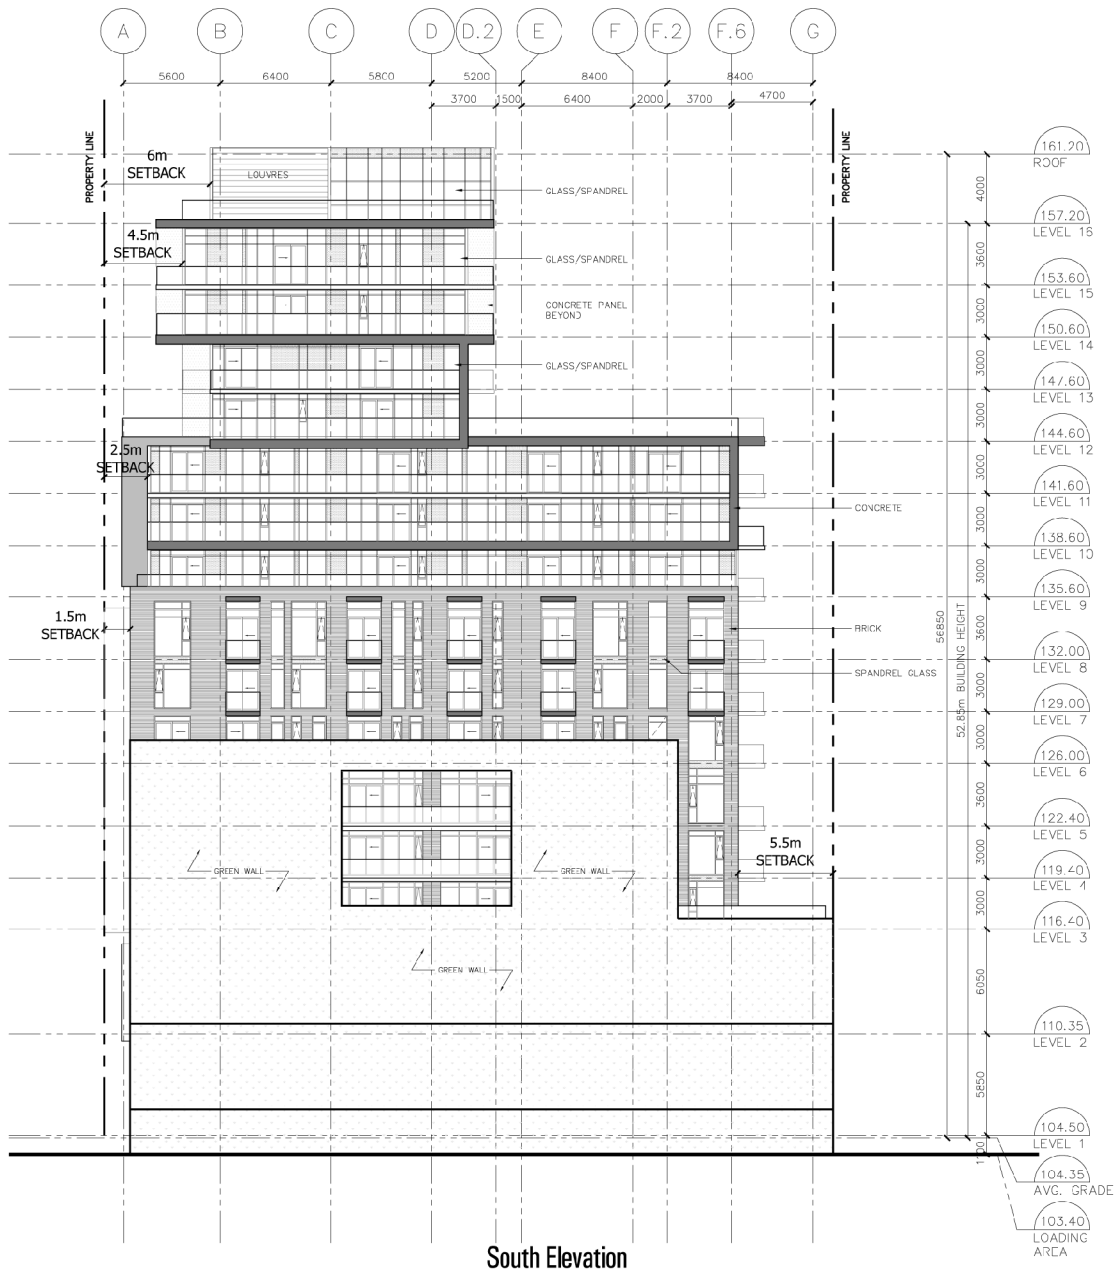 A B C D D.2 E F F.2 F.6 G
5600 6400 5800 5200 8400 8400
3700 1500 6400 2000 3700 4700
PROPERTY LINE
PROPERTY LINE
6m
SETBACK
LOUVRES
GLASS/SPANDREL
161.20
ROOF
4000
157.20
LEVEL 16
4.5m
SETBACK
GLASS/SPANDREL
3600
153.60
LEVEL 15
CONCRETE PANEL
BEYOND
3000
150.60
LEVEL 14
GLASS/SPANDREL
3000
147.60
LEVEL 13
3000
144.60
LEVEL 12
2.5m
SETBACK
3000
141.60
LEVEL 11
CONCRETE
3000
138.60
LEVEL 10
3000
135.60
LEVEL 9
1.5m
SETBACK
BRICK
56850
52.85m BUILDING HEIGHT
3600
132.00
LEVEL 8
SPANDREL GLASS
3000
129.00
LEVEL 7
3000
126.00
LEVEL 6
3600
122.40
LEVEL 5
5.5m
SETBACK
3000
119.40
LEVEL 4
GREEN WALL
GREEN WALL
3000
116.40
LEVEL 3
GREEN WALL
6050
110.35
LEVEL 2
5850
104.50
LEVEL 1
1100
104.35
AVG. GRADE
103.40
LOADING
AREA
South Elevation